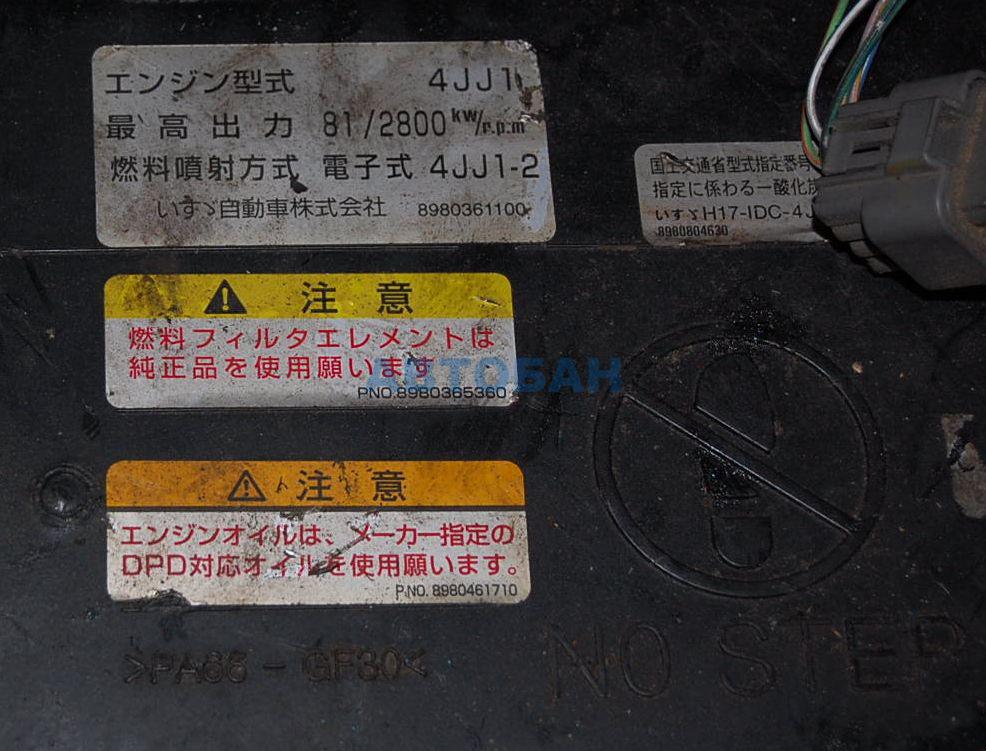 エンジン型式 4JJ1
最高出力 81/2800 kW/r.p.m
燃料噴射方式 電子式 4JJ1-2
いすゞ自動車株式会社 8980361100
国土交通省型式指定番号
指定に係わる一酸化炭
いすゞH17-IDC-4J
8980804630
注意
燃料フィルタエレメントは
純正品を使用願います
PNO.8980365360
АВТОБАН
注意
エンジンオイルは、メーカー指定の
DPD対応オイルを使用願います。
P.NO. 8980461710
>PA66-GF30<
NO STEP